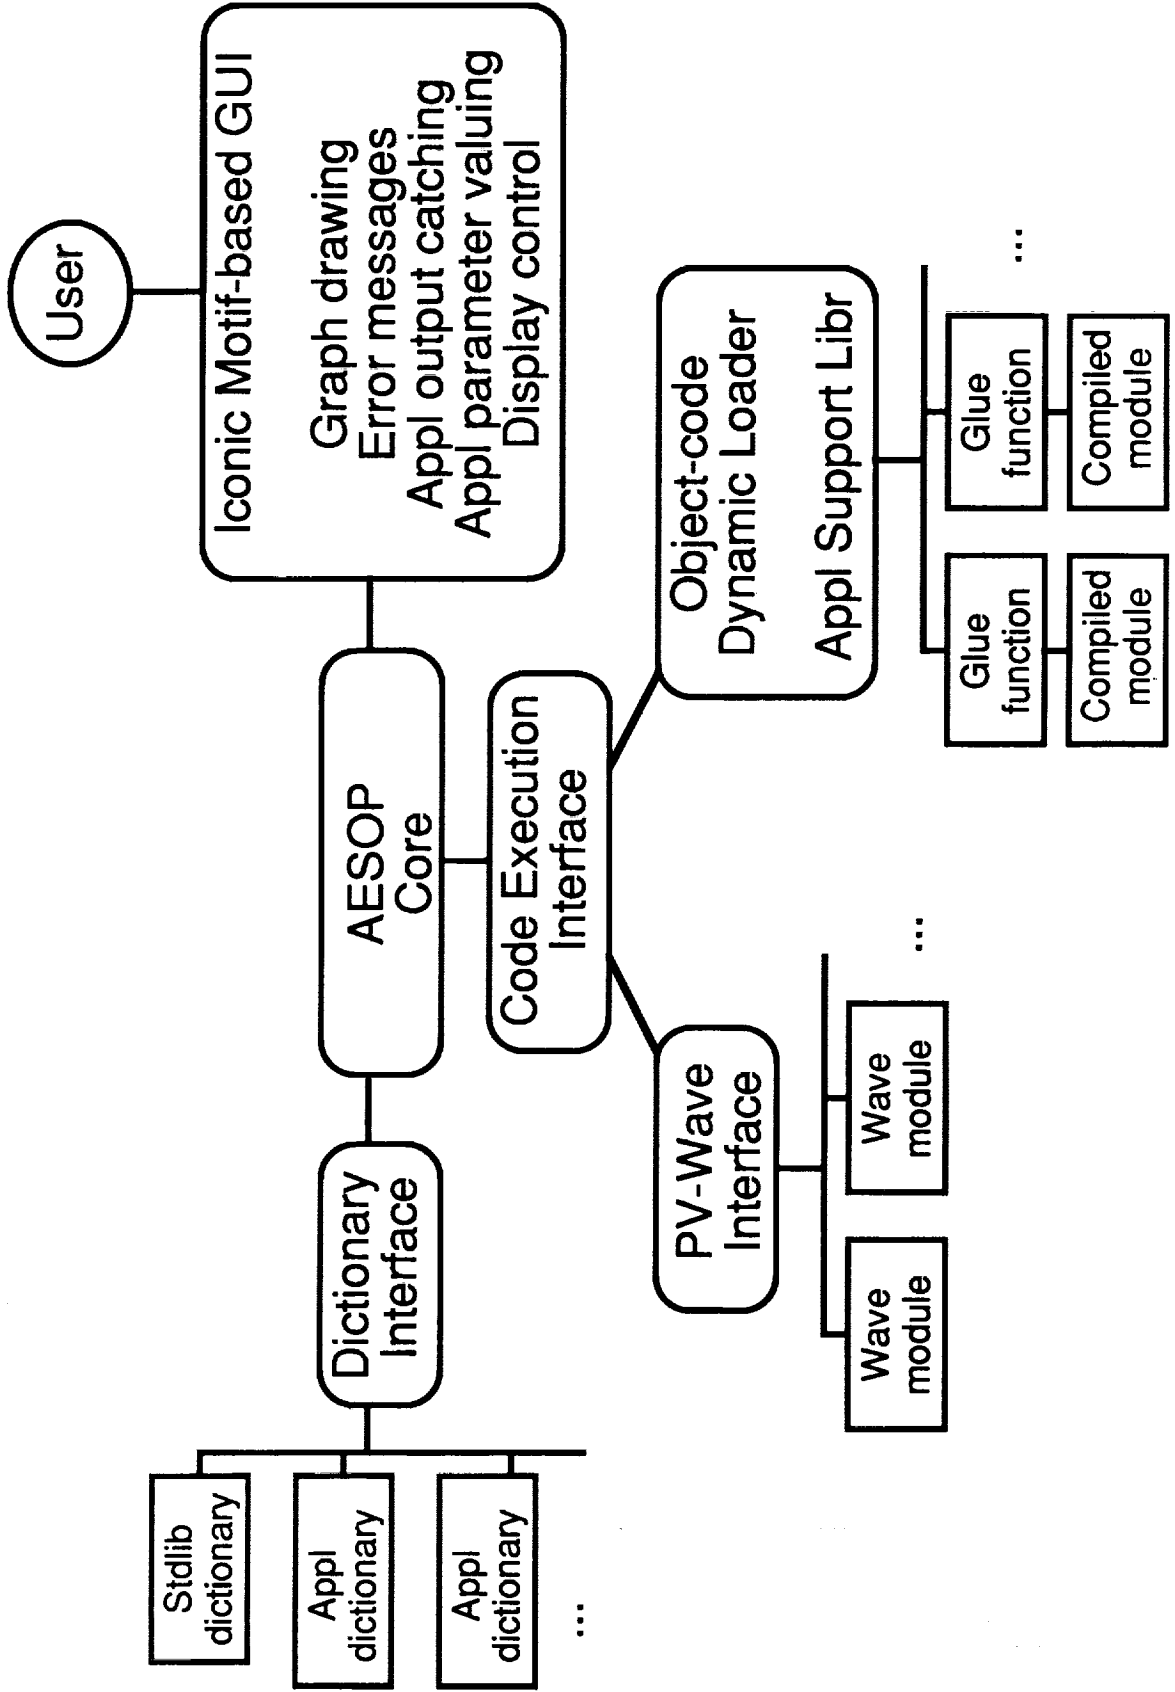 User
Iconic Motif-based GUI
Graph drawing
Error messages
Appl output catching
Appl parameter valuing
Display control
AESOP
Core
Dictionary
Interface
Stdlib
dictionary
Appl
dictionary
Appl
dictionary
...
Code Execution
Interface
PV-Wave
Interface
Wave
module
Wave
module
...
Object-code
Dynamic Loader
Appl Support Libr
Glue
function
Compiled
module
Glue
function
Compiled
module
...